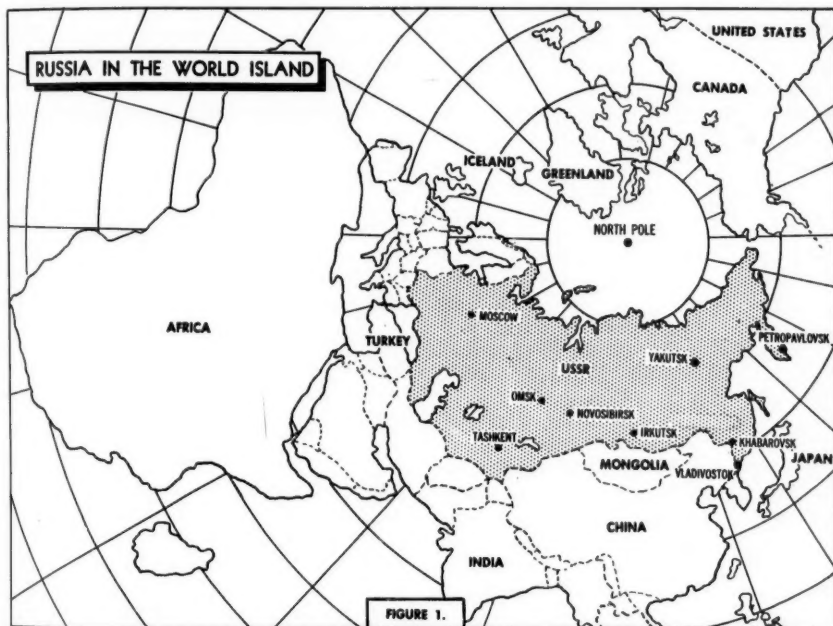 RUSSIA IN THE WORLD ISLAND
UNITED STATES
CANADA
ICELAND
GREENLAND
NORTH POLE
AFRICA
TURKEY
MOSCOW
USSR
YAKUTSK
PETROPAVLOVSK
OMSK
NOVOSIBIRSK
TASHKENT
IRKUTSK
KHABAROVSK
JAPAN
MONGOLIA
VLADIVOSTOK
CHINA
INDIA
FIGURE 1.